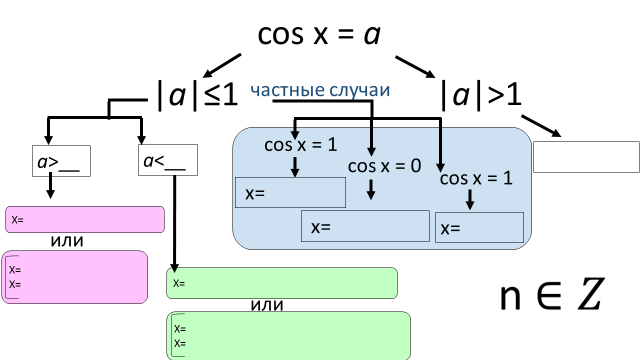 cos x = a
|a|≤1
частные случаи
|a|>1
a>__
a<__
cos x = 1
cos x = 0
cos x = 1
x=
x=
x=
x=
или
x=
x=
x=
или
x=
x=
n ∈ Z